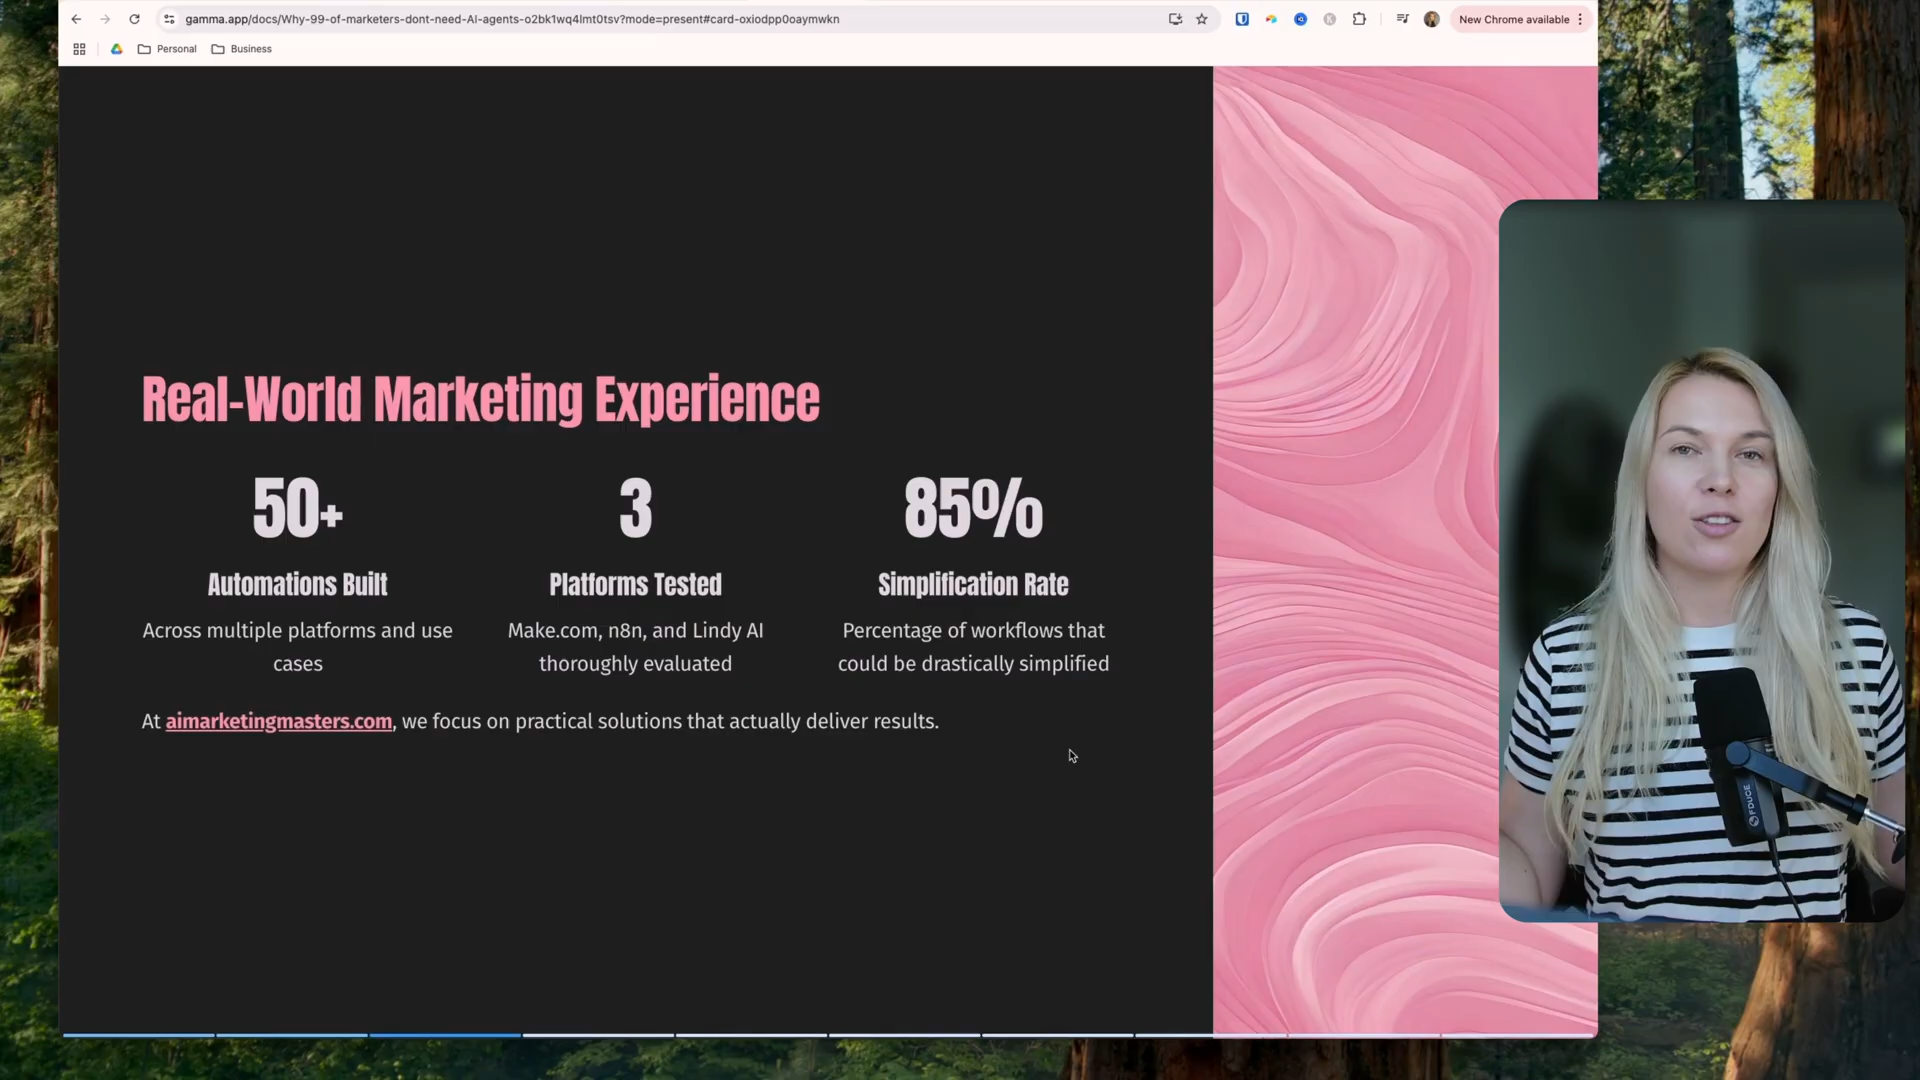 gamma.app/docs/Why-99-of-marketers-dont-need-AI-agents-o2bk1wq4lmt0tsv?mode=present#card-oxiodpp0oaymwkn
New Chrome available
Personal
Business
Real-World Marketing Experience
50+
Automations Built
Across multiple platforms and use
cases
3
Platforms Tested
Make.com, n8n, and Lindy AI
thoroughly evaluated
85%
Simplification Rate
Percentage of workflows that
could be drastically simplified
At aimarketingmasters.com, we focus on practical solutions that actually deliver results.
FDUCE